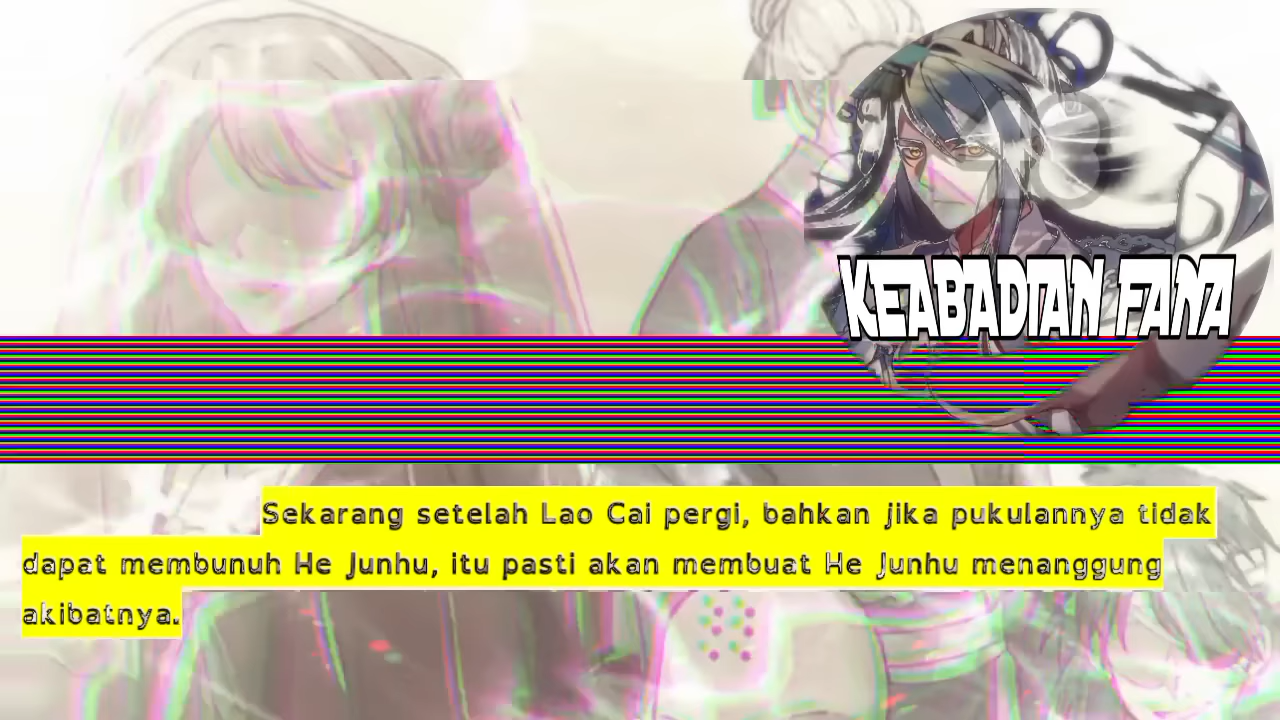 KEABADIAN FANA
Sekarang setelah Lao Cai pergi, bahkan jika pukulannya tidak
dapat membunuh He Junhu, itu pasti akan membuat He Junhu menanggung
akibatnya.